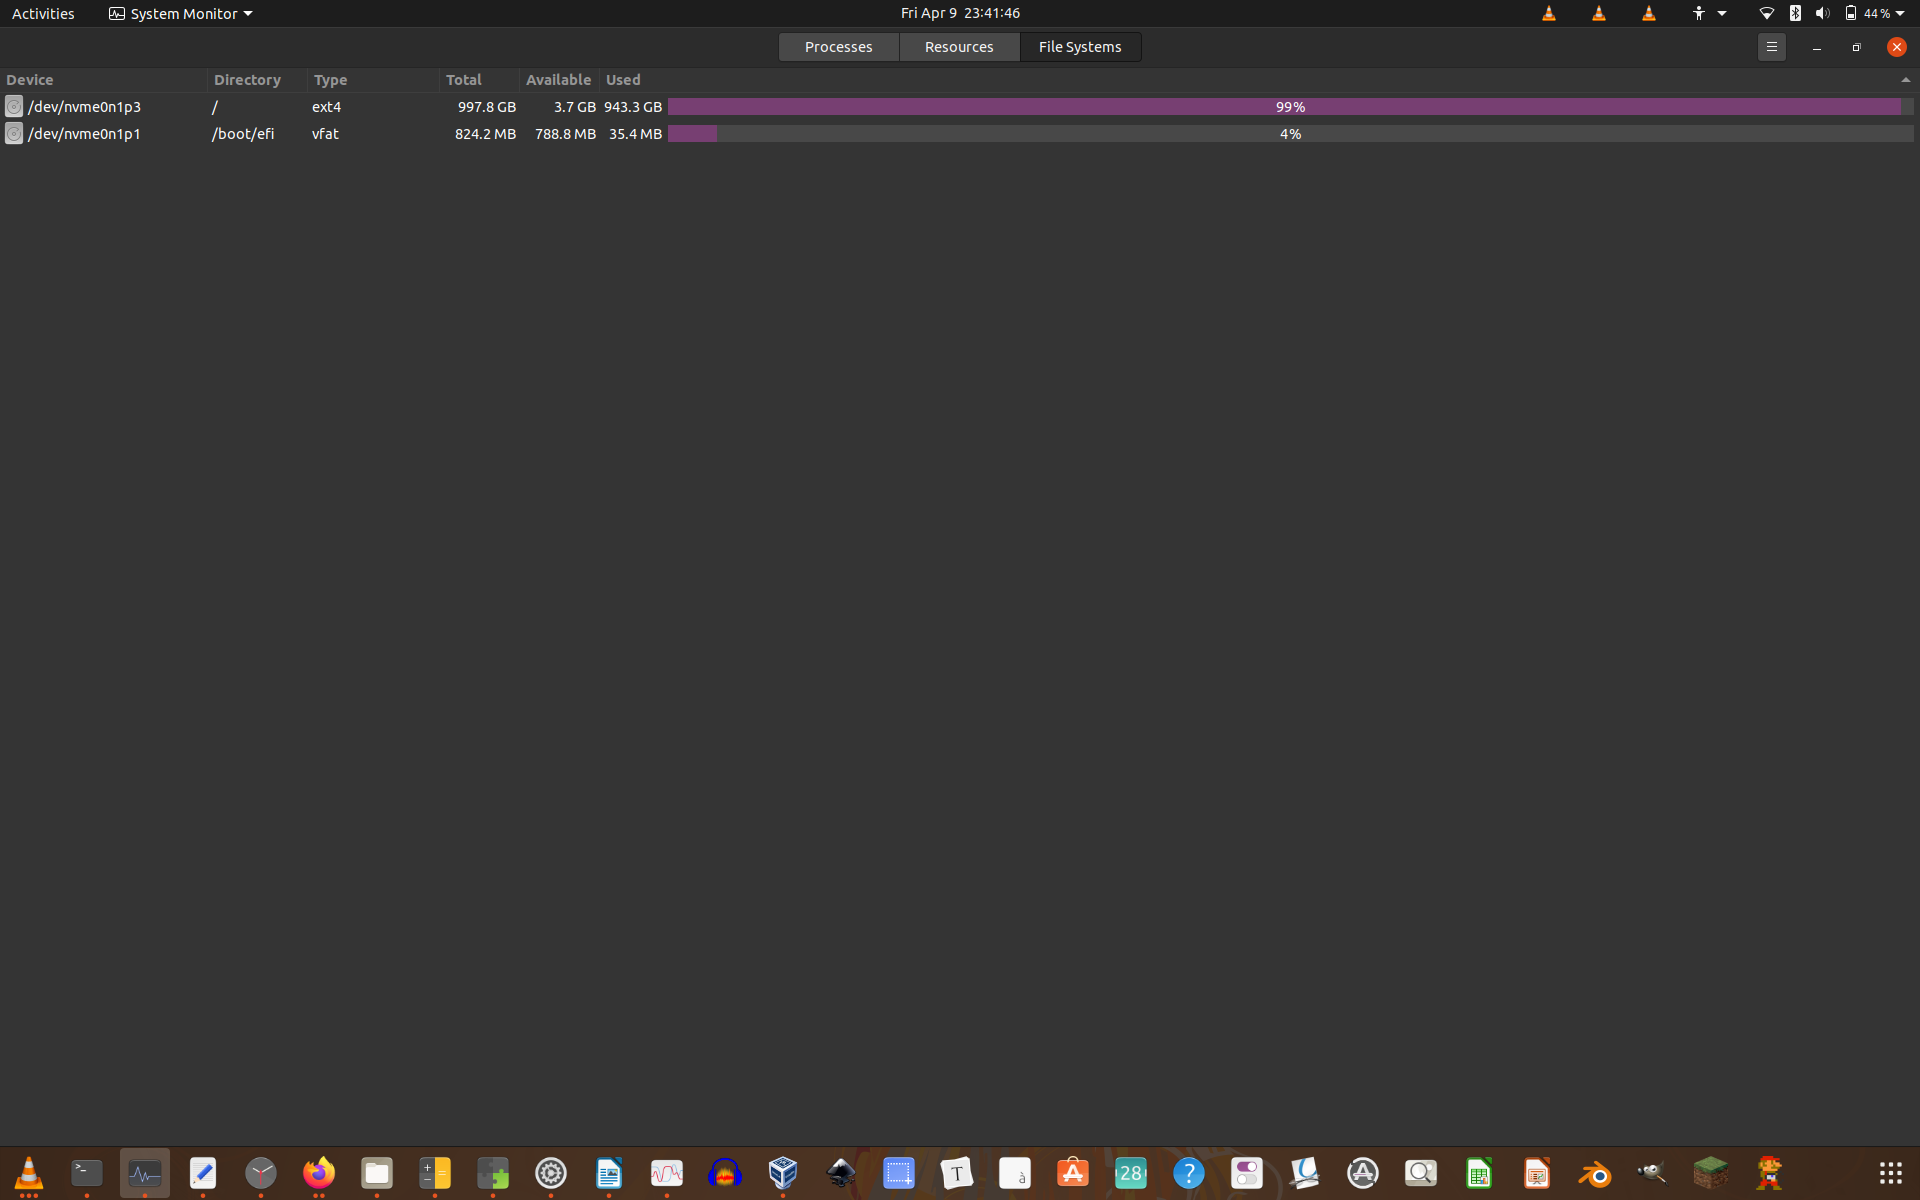 Activities System Monitor Fri Apr 9 23:41:46 44 %
Processes Resources File Systems
Device Directory Type Total Available Used
/dev/nvme0n1p3 / ext4 997.8 GB 3.7 GB 943.3 GB 99%
/dev/nvme0n1p1 /boot/efi vfat 824.2 MB 788.8 MB 35.4 MB 4%
>_ + - = T à A 28 ? A